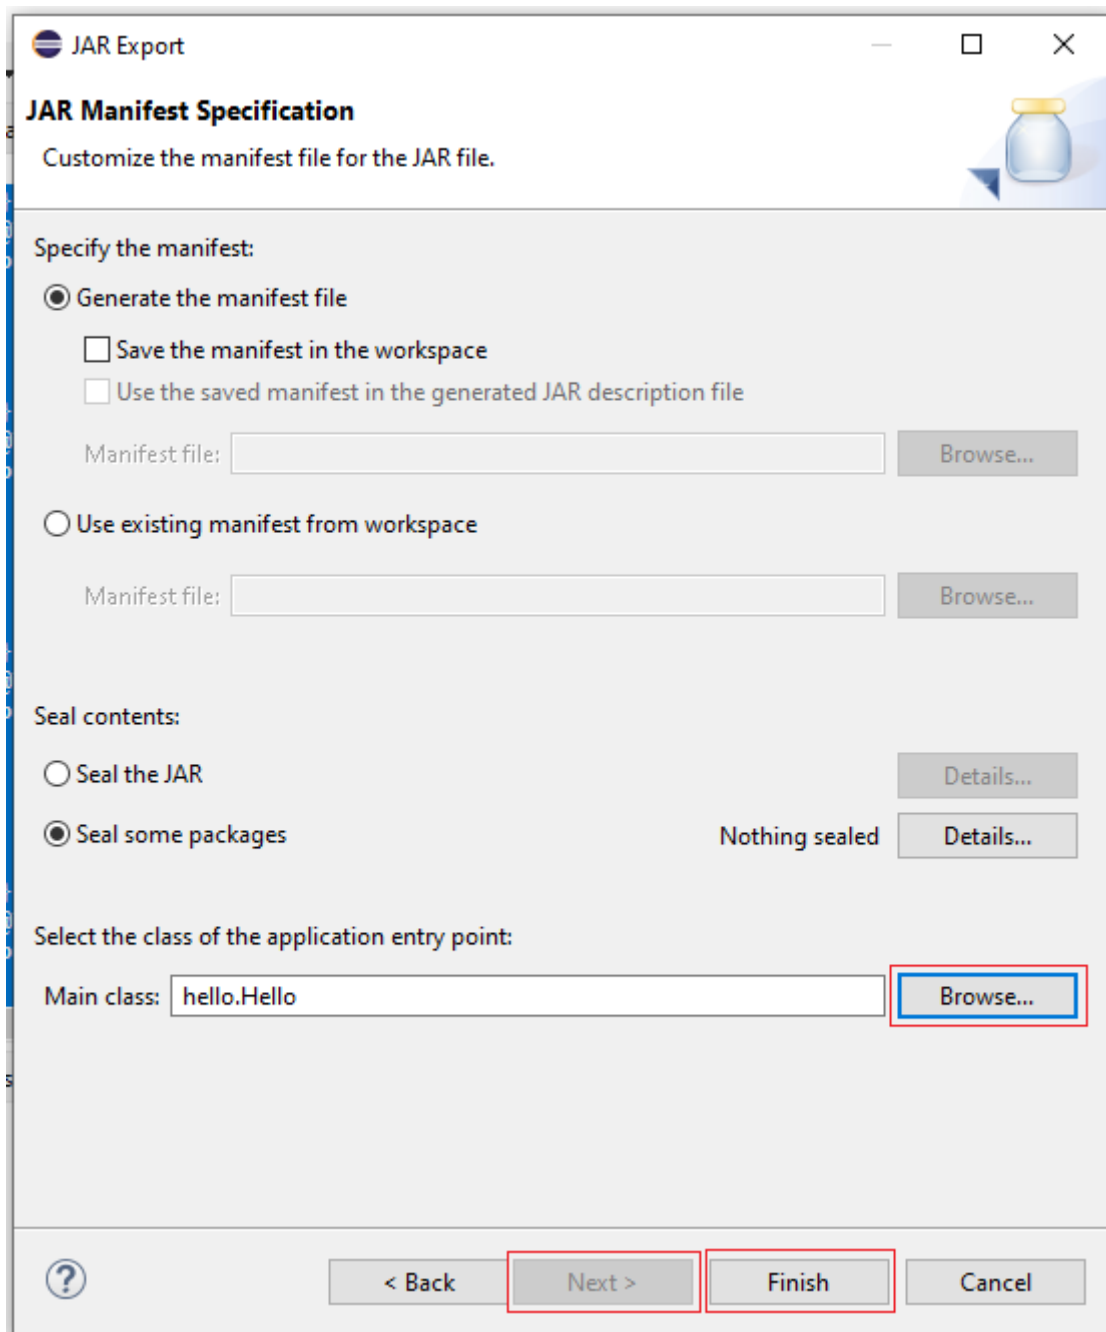 JAR Export
JAR Manifest Specification
Customize the manifest file for the JAR file.
Specify the manifest:
Generate the manifest file
Save the manifest in the workspace
Use the saved manifest in the generated JAR description file
Manifest file: Browse...
Use existing manifest from workspace
Manifest file: Browse...
Seal contents:
Seal the JAR Details...
Seal some packages Nothing sealed Details...
Select the class of the application entry point:
Main class: hello.Hello Browse...
? < Back Next > Finish Cancel